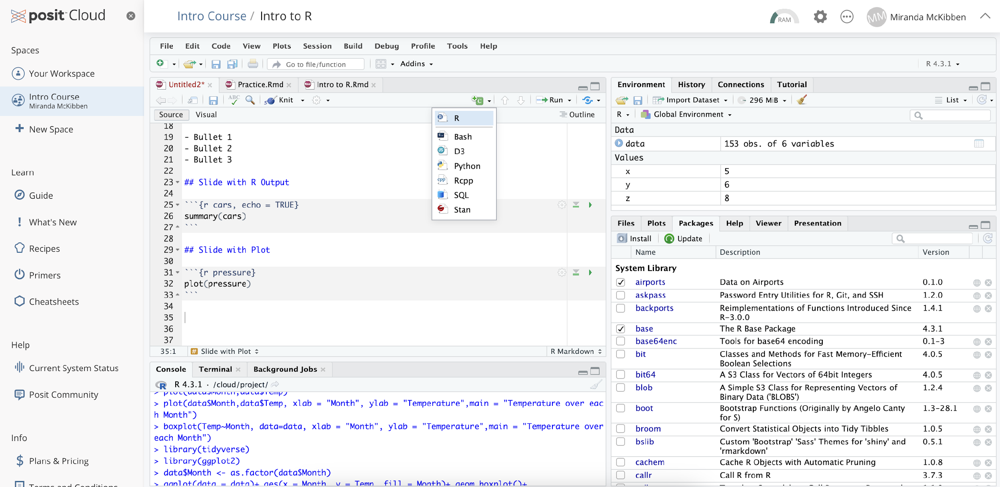 posit Cloud
Intro Course / Intro to R
RAM
MM
Miranda McKibben
Spaces
Your Workspace
Intro Course
Miranda McKibben
New Space
Learn
Guide
What's New
Recipes
Primers
Cheatsheets
Help
Current System Status
Posit Community
Info
Plans & Pricing
Terms and Conditions
File Edit Code View Plots Session Build Debug Profile Tools Help
Go to file/function
Addins
R 4.3.1
Untitled2* Practice.Rmd Intro to R.Rmd
ABC Knit Run
Source Visual Outline
R
Bash
D3
Python
Rcpp
SQL
Stan
18
19 - Bullet 1
20 - Bullet 2
21 - Bullet 3
22
23 ## Slide with R Output
24
25 ```{r cars, echo = TRUE}
26 summary(cars)
27 ```
28
29 ## Slide with Plot
30
31 ```{r pressure}
32 plot(pressure)
33 ```
34
35
36
37
35:1 # Slide with Plot R Markdown
Console Terminal Background Jobs
R 4.3.1 · /cloud/project/
> plot(data$Month,data$Temp)
> plot(data$Month,data$Temp, xlab = "Month", ylab = "Temperature",main = "Temperature over eac
h Month")
> boxplot(Temp~Month, data=data, xlab = "Month", ylab = "Temperature",main = "Temperature over
each Month")
> library(tidyverse)
> library(ggplot2)
> data$Month <- as.factor(data$Month)
> ggplot(data = data)+ aes(x = Month, y = Temp, fill = Month)+ geom_boxplot()+
Environment History Connections Tutorial
Import Dataset 296 MiB List
R Global Environment
Data
data 153 obs. of 6 variables
Values
x 5
y 6
z 8
Files Plots Packages Help Viewer Presentation
Install Update
Name Description Version
System Library
airports Data on Airports 0.1.0
askpass Password Entry Utilities for R, Git, and SSH 1.2.0
backports Reimplementations of Functions Introduced Since 1.4.1
R-3.0.0
base The R Base Package 4.3.1
base64enc Tools for base64 encoding 0.1-3
bit Classes and Methods for Fast Memory-Efficient 4.0.5
Boolean Selections
bit64 A S3 Class for Vectors of 64bit Integers 4.0.5
blob A Simple S3 Class for Representing Vectors of 1.2.4
Binary Data ('BLOBS')
boot Bootstrap Functions (Originally by Angelo Canty 1.3-28.1
for S)
broom Convert Statistical Objects into Tidy Tibbles 1.0.5
bslib Custom 'Bootstrap' 'Sass' Themes for 'shiny' and 0.5.1
'rmarkdown'
cachem Cache R Objects with Automatic Pruning 1.0.8
callr Call R from R 3.7.3